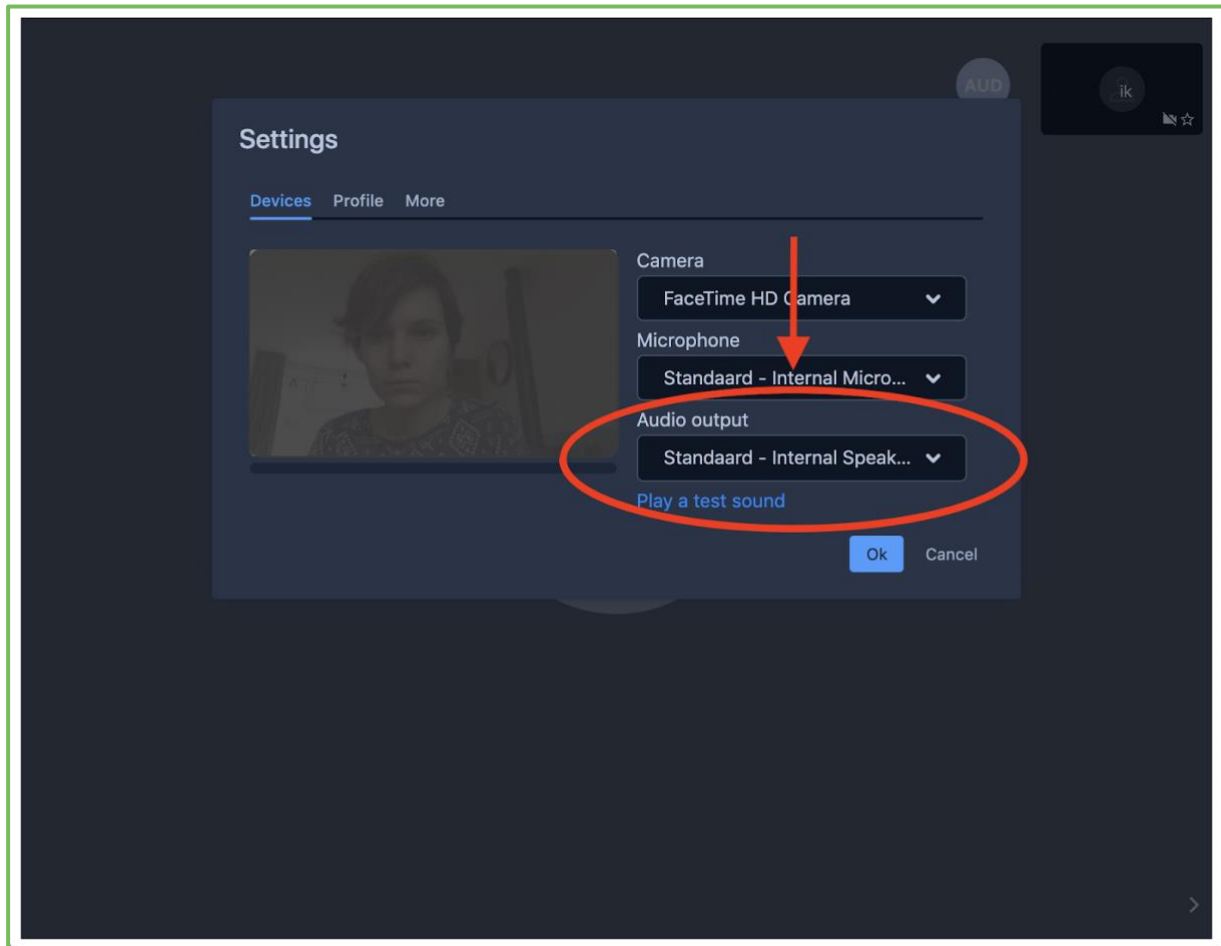 AUD
ik
Settings
Devices Profile More
Camera
FaceTime HD Camera
Microphone
Standaard - Internal Micro...
Audio output
Standaard - Internal Speak...
Play a test sound
Ok Cancel